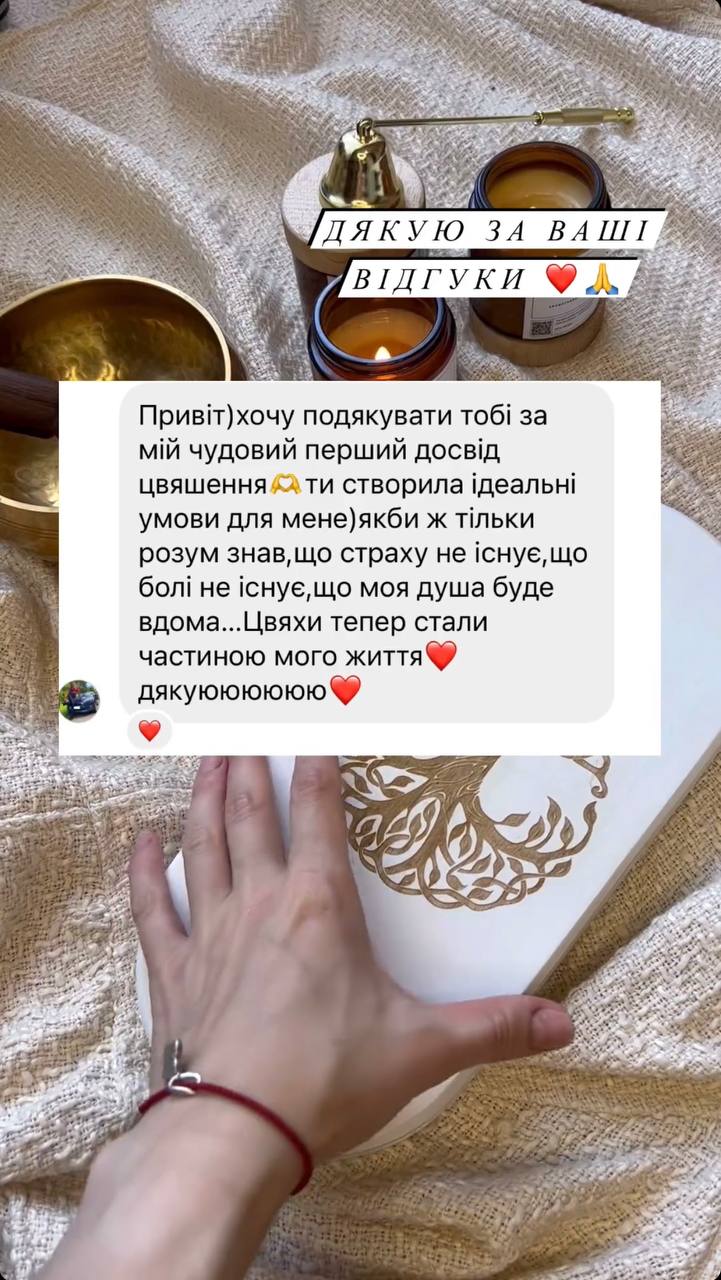 ДЯКУЮ ЗА ВАШІ
ВІДГУКИ ❤️🙏
Привіт)хочу подякувати тобі за
мій чудовий перший досвід
цвяшення🫶ти створила ідеальні
умови для мене)якби ж тільки
розум знав,що страху не існує,що
болі не існує,що моя душа буде
вдома...Цвяхи тепер стали
частиною мого життя❤️
дякуюююююю❤️
❤️